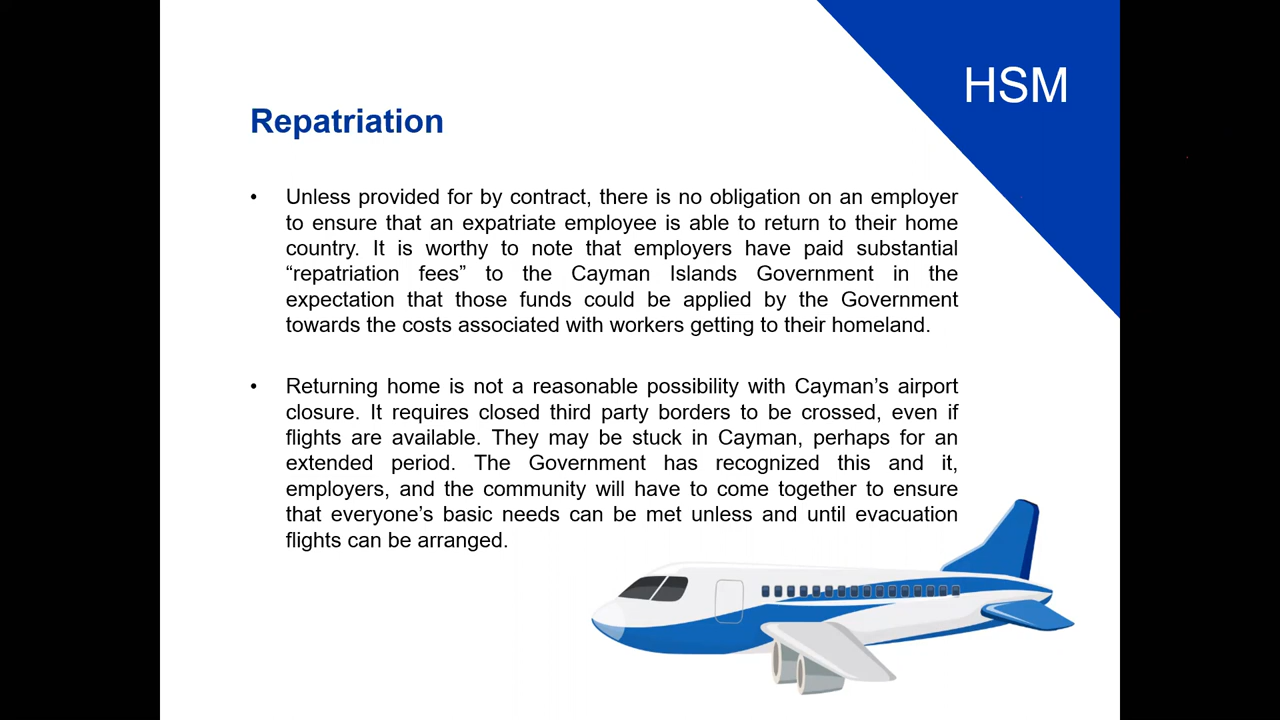 HSM
Repatriation
• Unless provided for by contract, there is no obligation on an employer
to ensure that an expatriate employee is able to return to their home
country. It is worthy to note that employers have paid substantial
“repatriation fees” to the Cayman Islands Government in the
expectation that those funds could be applied by the Government
towards the costs associated with workers getting to their homeland.
• Returning home is not a reasonable possibility with Cayman’s airport
closure. It requires closed third party borders to be crossed, even if
flights are available. They may be stuck in Cayman, perhaps for an
extended period. The Government has recognized this and it,
employers, and the community will have to come together to ensure
that everyone’s basic needs can be met unless and until evacuation
flights can be arranged.